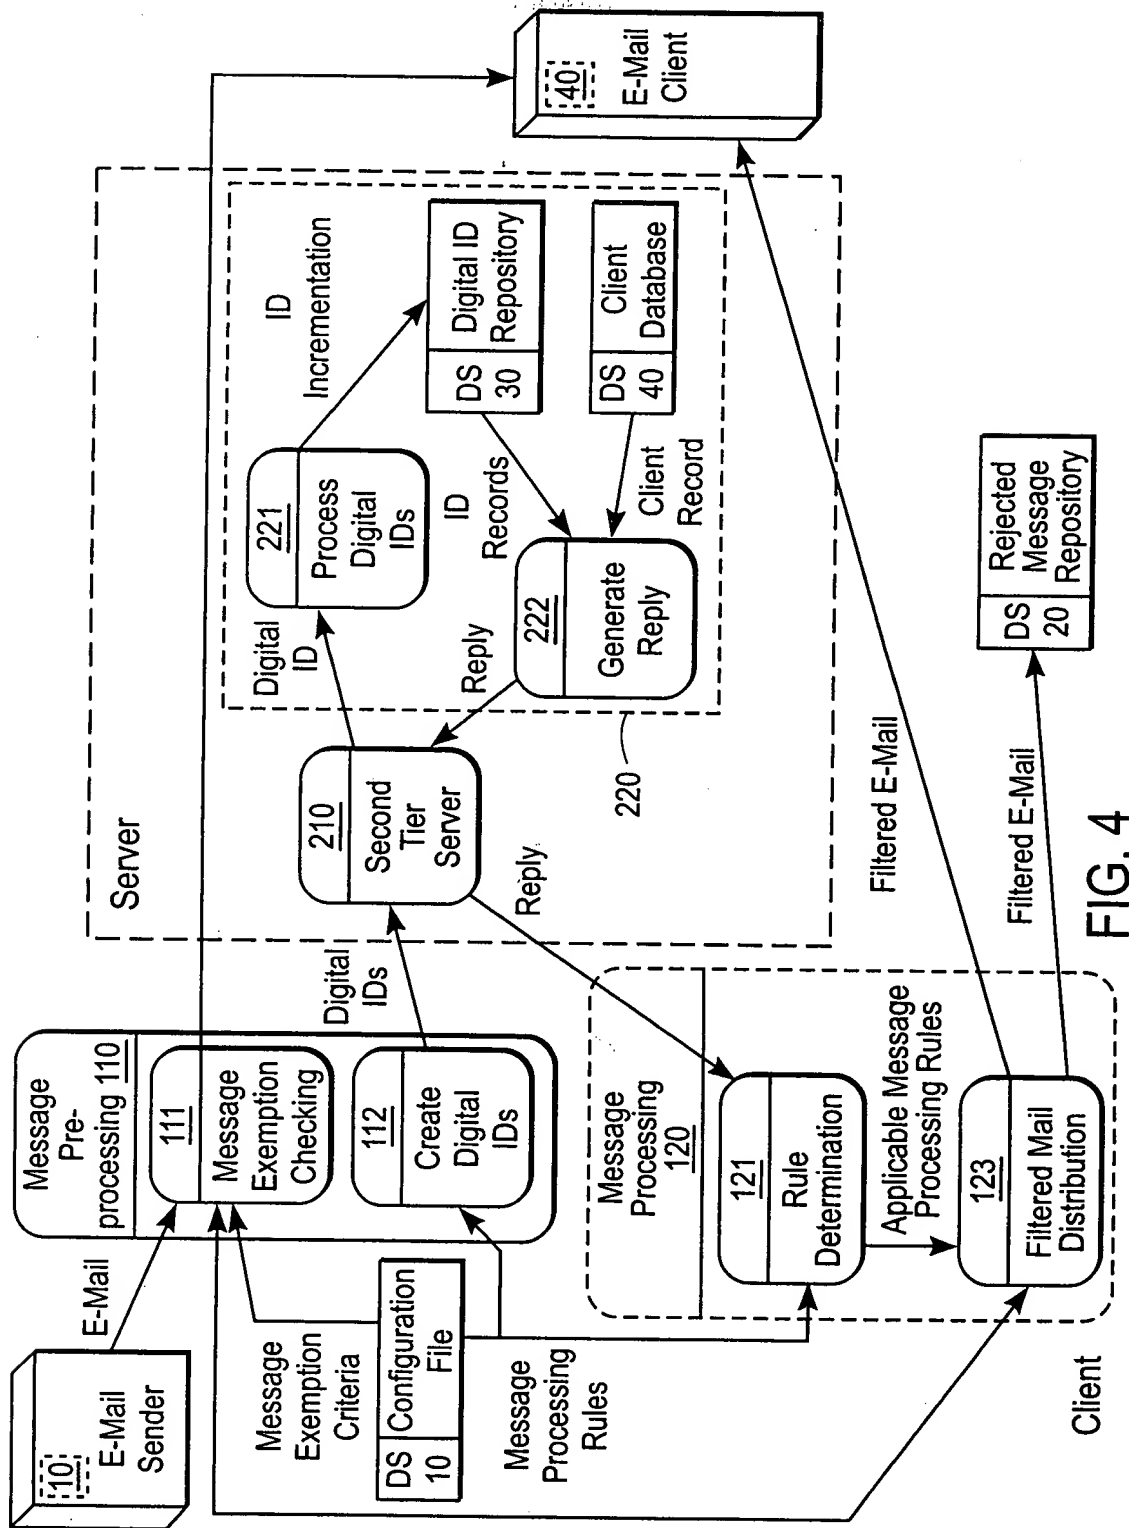 10
E-Mail
Sender
E-Mail
Message
Pre-
processing 110
111
Message
Exemption
Checking
112
Create
Digital
IDs
Message
Exemption
Criteria
DS
10
Configuration
File
Message
Processing
Rules
Digital
IDs
Server
210
Second
Tier
Server
Digital
ID
221
Process
Digital
IDs
ID
Incrementation
DS
30
Digital ID
Repository
ID
Records
DS
40
Client
Database
Client
Record
222
Generate
Reply
Reply
220
Reply
40
E-Mail
Client
Message
Processing
120
121
Rule
Determination
Applicable Message
Processing Rules
123
Filtered Mail
Distribution
Client
Filtered E-Mail
Filtered E-Mail
DS
20
Rejected
Message
Repository
FIG. 4